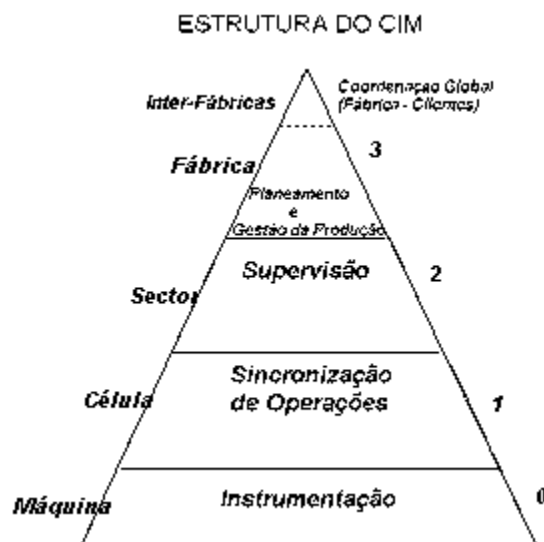 ESTRUTURA DO CIM
Inter-Fábricas
Coordenação Global
(Fábrica - Clientes)
3
Fábrica
Planeamento
e
Gestão da Produção
Supervisão
2
Sector
Sincronização
de Operações
Célula
1
Instrumentação
Máquina
0